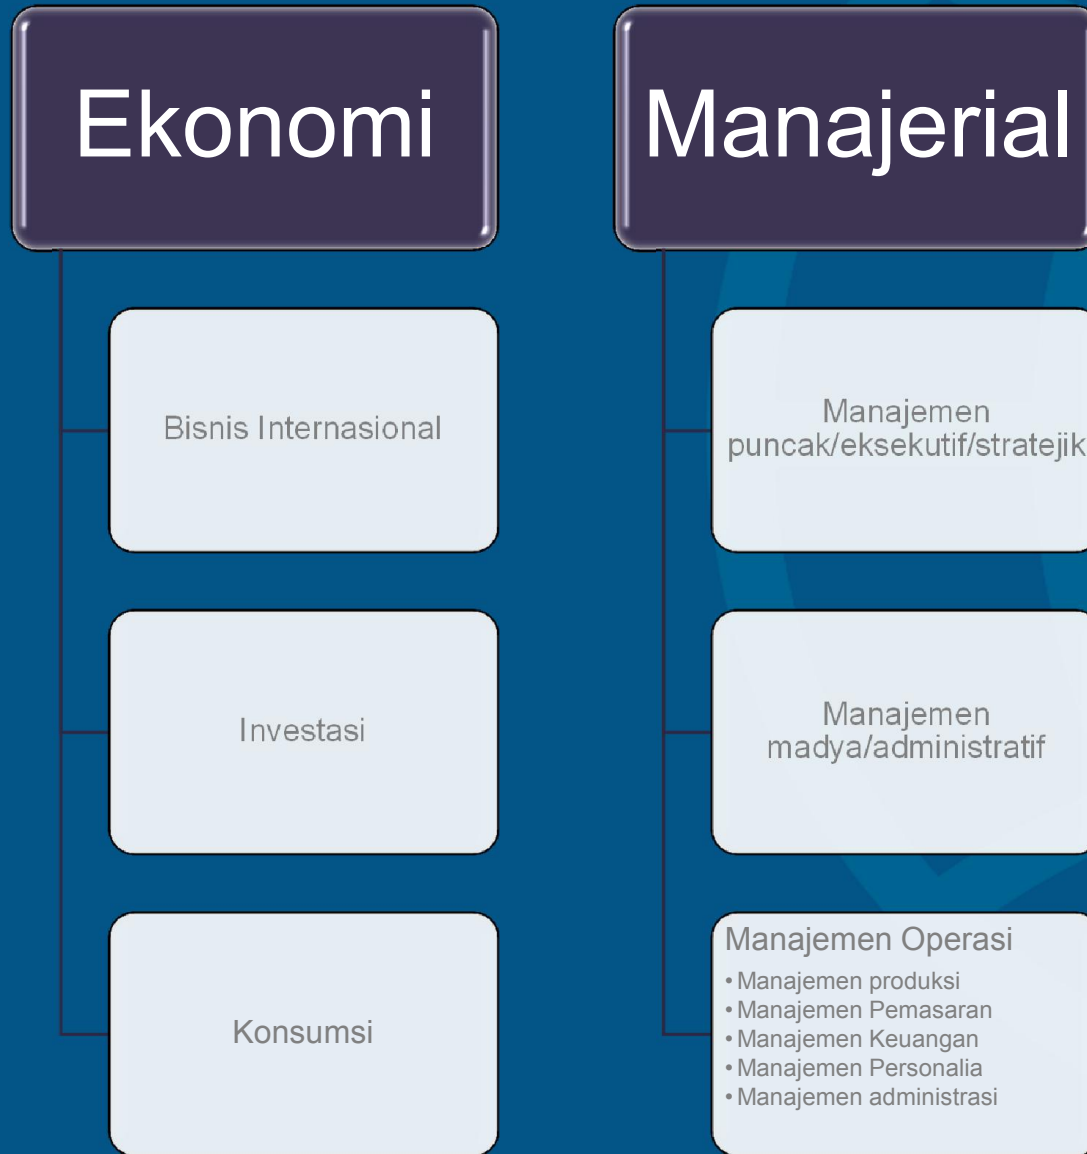 Ekonomi
Bisnis Internasional
Investasi
Konsumsi
Manajerial
Manajemen
puncak/eksekutif/stratejik
Manajemen
madya/administratif
Manajemen Operasi
• Manajemen produksi
• Manajemen Pemasaran
• Manajemen Keuangan
• Manajemen Personalia
• Manajemen administrasi